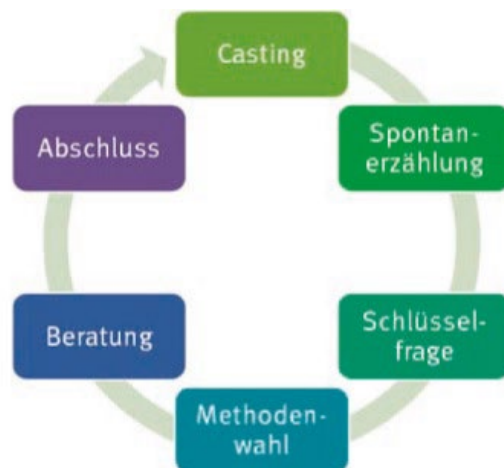 Casting
Spontan-
erzählung
Schlüssel-
frage
Methoden-
wahl
Beratung
Abschluss